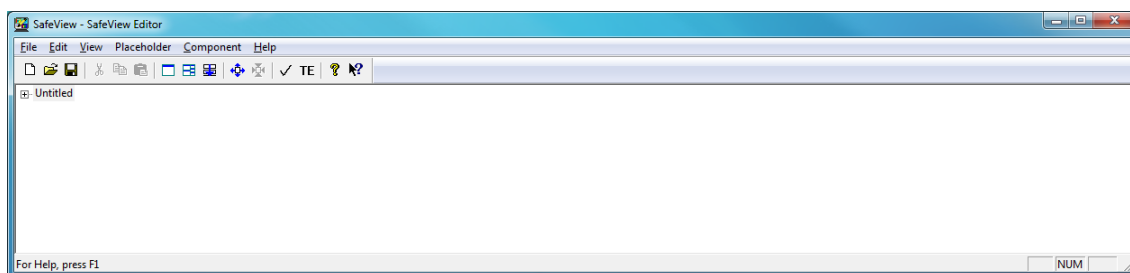 SafeView - SafeView Editor
File Edit View Placeholder Component Help
TE
Untitled
For Help, press F1
NUM